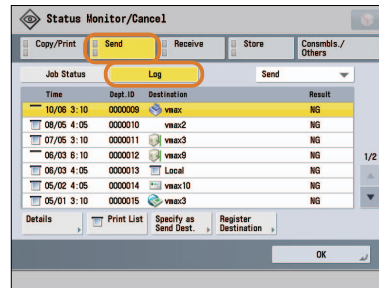 Status Monitor/Cancel
Copy/Print Send Receive Store Consmbls./
Others
Job Status Log Send
Time Dept.ID Destination Result
10/06 3:10 0000009 vmax NG
08/05 4:05 0000010 vmax2 NG
07/05 3:10 0000011 vmax3 NG
06/03 6:10 0000012 vmax9 NG
1/2
06/03 4:05 0000013 Local NG
05/02 4:05 0000014 vmax10 NG
05/01 3:10 0000015 vmax3 NG
Details Print List Specify as
Send Dest. Register
Destination
OK